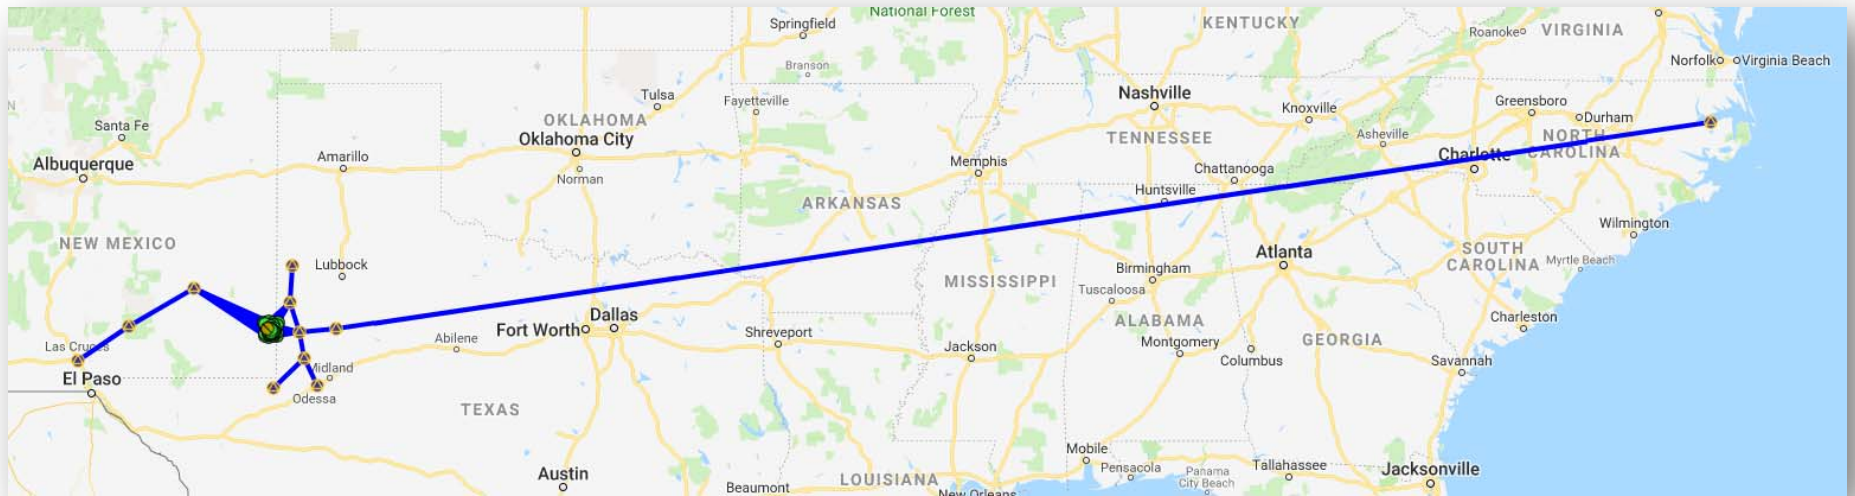 National Forest
Springfield
KENTUCKY
Roanoke
VIRGINIA
Branson
Norfolk
Virginia Beach
Tulsa
Fayetteville
Nashville
Knoxville
Greensboro
Durham
Santa Fe
OKLAHOMA
Oklahoma City
TENNESSEE
Asheville
NORTH
CAROLINA
Albuquerque
Amarillo
Norman
Memphis
Chattanooga
Charlotte
Huntsville
ARKANSAS
Wilmington
NEW MEXICO
Lubbock
Atlanta
SOUTH
CAROLINA
Myrtle Beach
Birmingham
MISSISSIPPI
Tuscaloosa
Dallas
Fort Worth
Shreveport
ALABAMA
Charleston
Las Cruces
Abilene
Jackson
Montgomery
GEORGIA
Columbus
Savannah
El Paso
Midland
Odessa
TEXAS
Mobile
Pensacola
Panama
City Beach
Tallahassee
Jacksonville
Austin
Beaumont
LOUISIANA
New Orleans